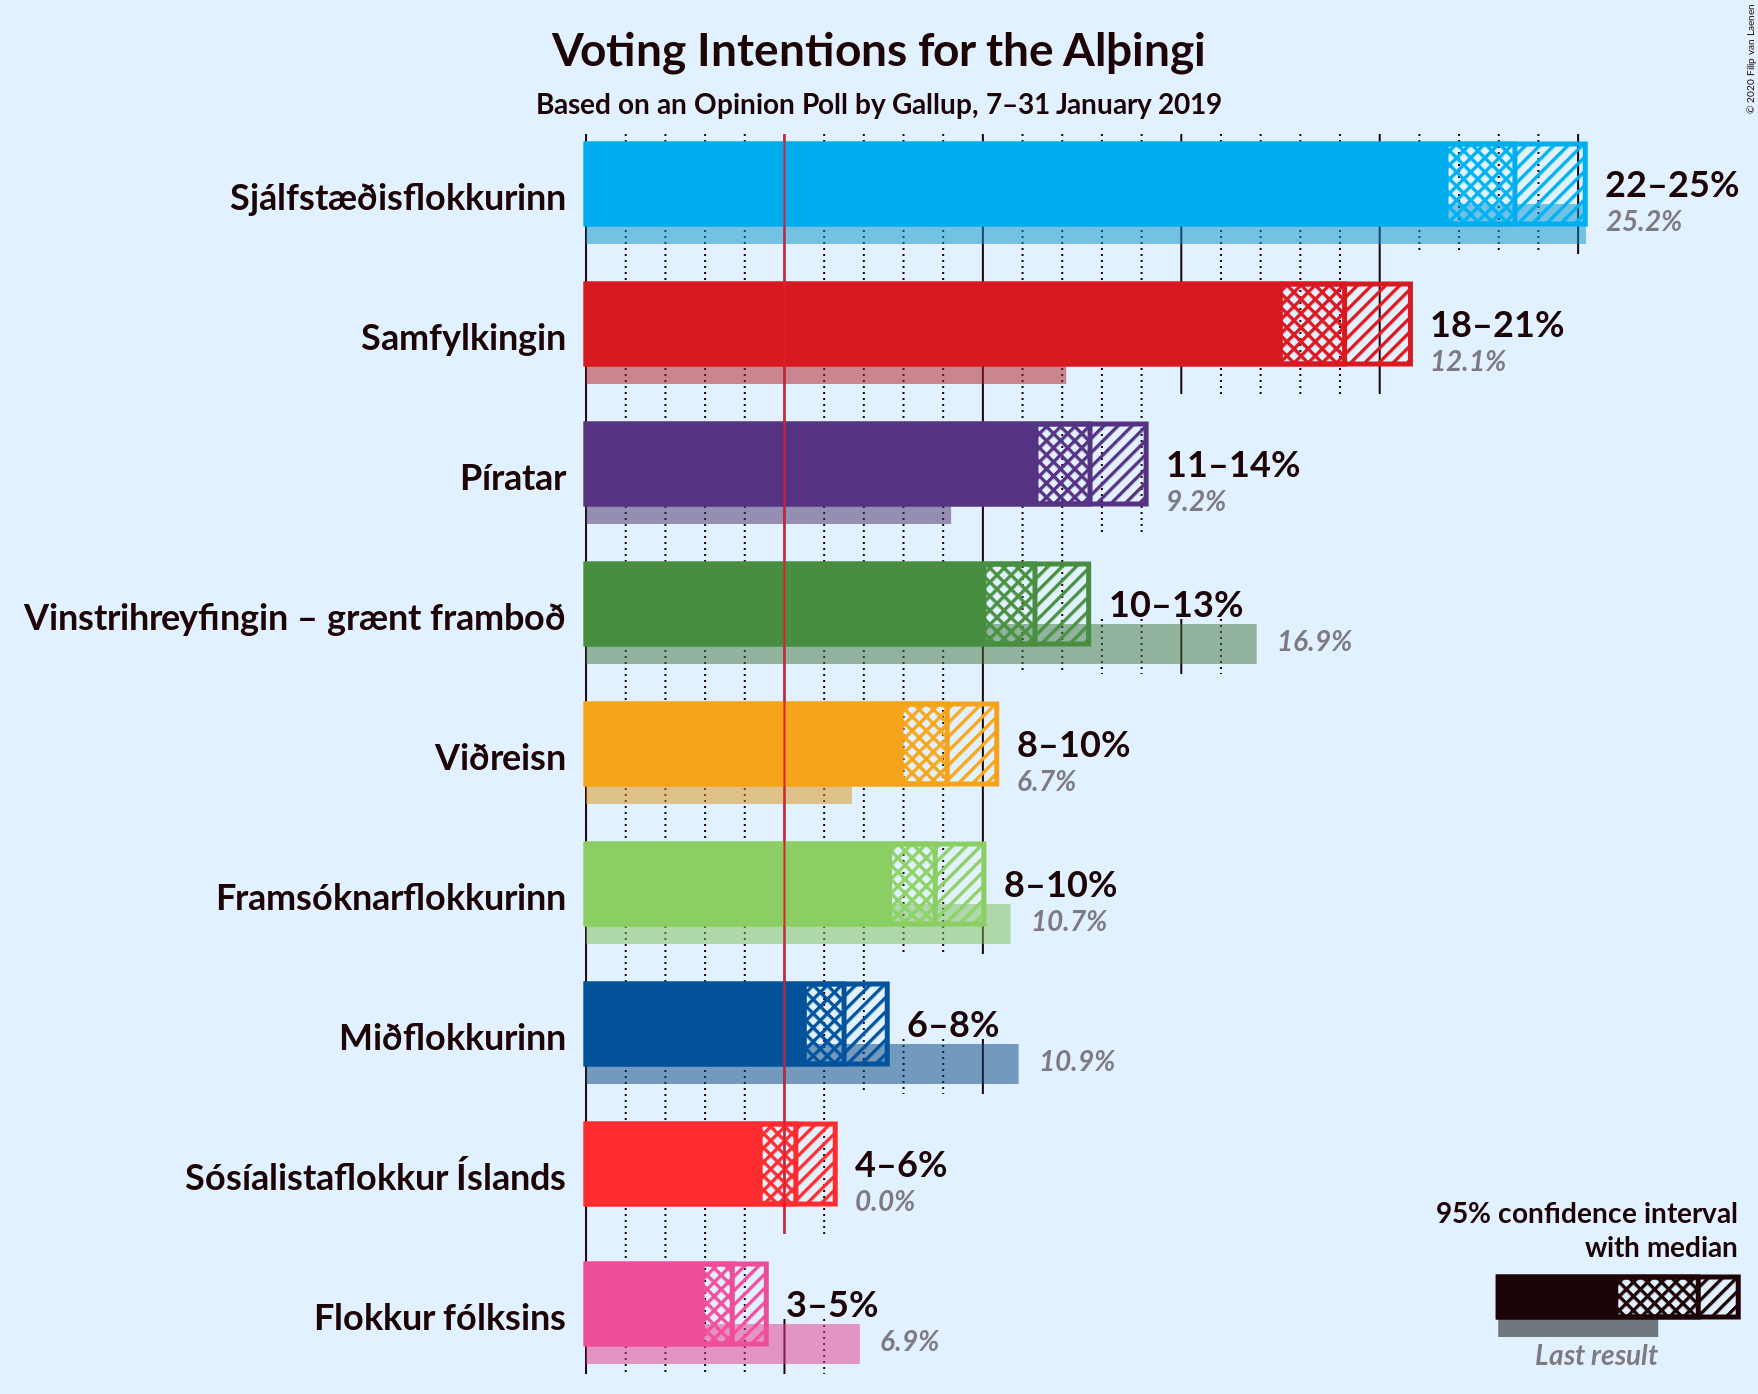 Voting Intentions for the Alþingi
Based on an Opinion Poll by Gallup, 7–31 January 2019
© 2020 Filip van Laenen
Sjálfstæðisflokkurinn
22–25%
25.2%
Samfylkingin
18–21%
12.1%
Píratar
11–14%
9.2%
Vinstrihreyfingin – grænt framboð
10–13%
16.9%
Viðreisn
8–10%
6.7%
Framsóknarflokkurinn
8–10%
10.7%
Miðflokkurinn
6–8%
10.9%
Sósíalistaflokkur Íslands
4–6%
0.0%
Flokkur fólksins
3–5%
6.9%
95% confidence interval
with median
Last result